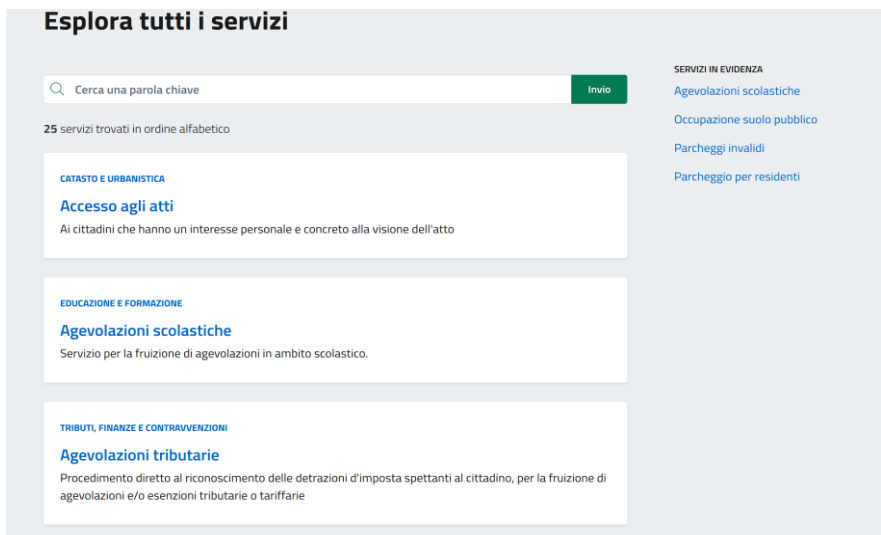 Esplora tutti i servizi
Cerca una parola chiave
Invio
25 servizi trovati in ordine alfabetico
CATASTO E URBANISTICA
Accesso agli atti
Ai cittadini che hanno un interesse personale e concreto alla visione dell'atto
EDUCAZIONE E FORMAZIONE
Agevolazioni scolastiche
Servizio per la fruizione di agevolazioni in ambito scolastico.
TRIBUTI, FINANZE E CONTRAVVENZIONI
Agevolazioni tributarie
Procedimento diretto al riconoscimento delle detrazioni d'imposta spettanti al cittadino, per la fruizione di
agevolazioni e/o esenzioni tributarie o tariffarie
SERVIZI IN EVIDENZA
Agevolazioni scolastiche
Occupazione suolo pubblico
Parcheggi invalidi
Parcheggio per residenti